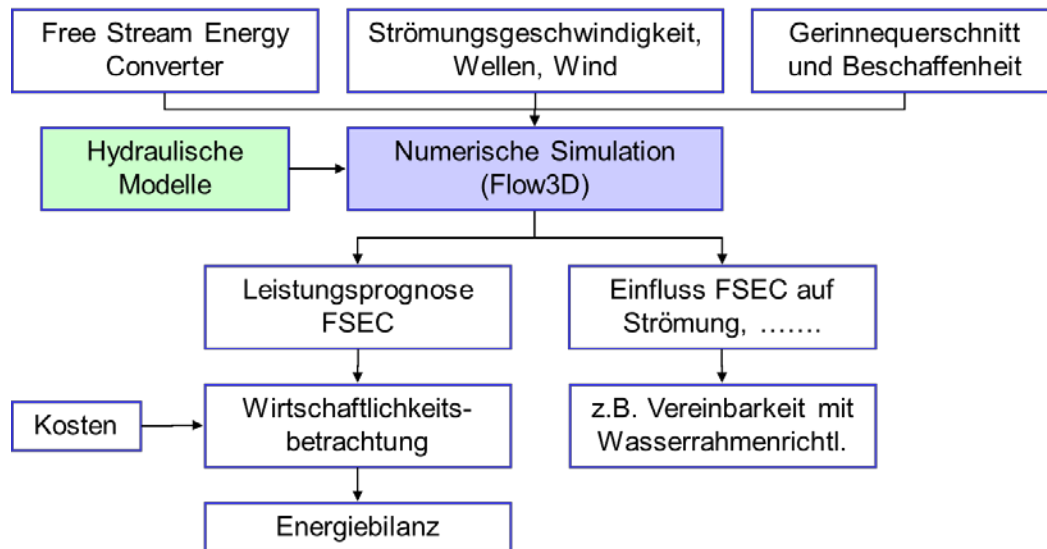 Free Stream Energy
Converter
Strömungsgeschwindigkeit,
Wellen, Wind
Gerinnequerschnitt
und Beschaffenheit
Hydraulische
Modelle
Numerische Simulation
(Flow3D)
Leistungsprognose
FSEC
Einfluss FSEC auf
Strömung, …….
Kosten
Wirtschaftlichkeits-
betrachtung
z.B. Vereinbarkeit mit
Wasserrahmenrichtl.
Energiebilanz